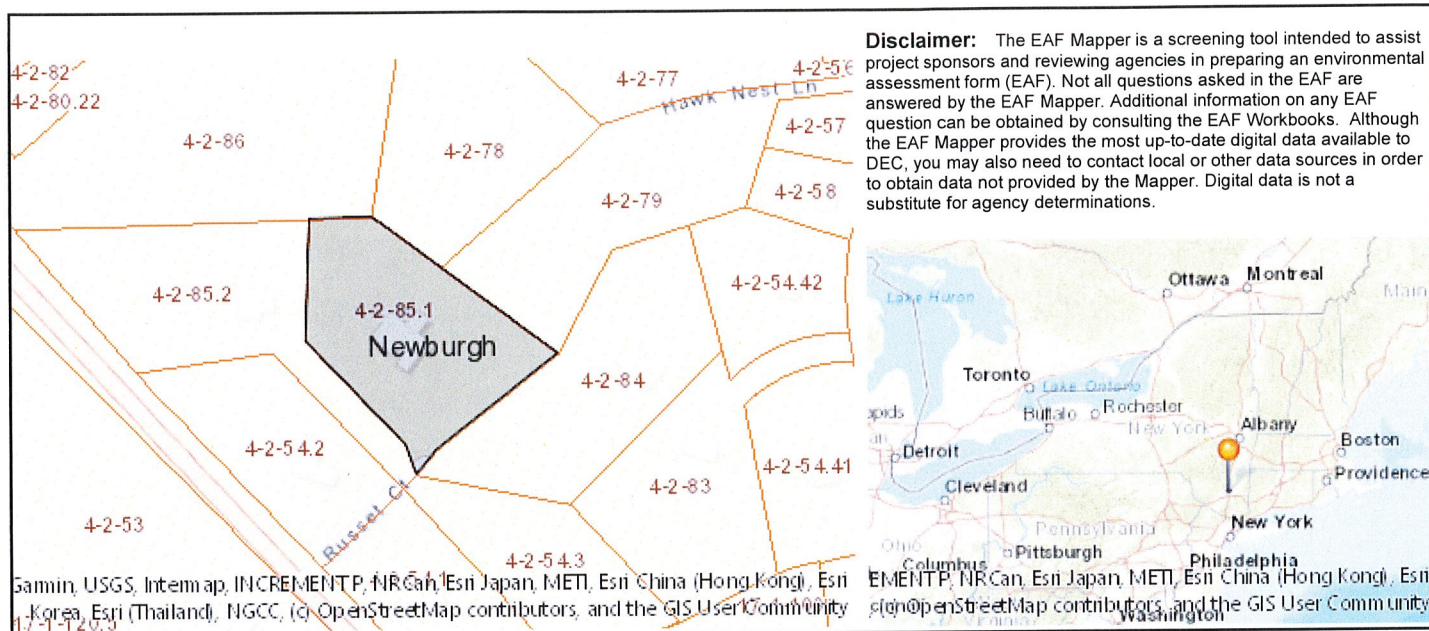 4-2-82
4-2-80.22
4-2-86
4-2-78
4-2-77
Hawk Nest Ln
4-2-57
4-2-58
4-2-79
4-2-85.2
4-2-85.1
Newburgh
4-2-54.42
4-2-84
4-2-54.2
4-2-83
4-2-54.41
4-2-53
Russet Ct
4-2-54.3
Garmin, USGS, Intermap, INCREMENT P, NRCan, Esri Japan, METI, Esri China (Hong Kong), Esri
Korea, Esri (Thailand), NGCC, (c) OpenStreetMap contributors, and the GIS User Community
Disclaimer: The EAF Mapper is a screening tool intended to assist
project sponsors and reviewing agencies in preparing an environmental
assessment form (EAF). Not all questions asked in the EAF are
answered by the EAF Mapper. Additional information on any EAF
question can be obtained by consulting the EAF Workbooks. Although
the EAF Mapper provides the most up-to-date digital data available to
DEC, you may also need to contact local or other data sources in order
to obtain data not provided by the Mapper. Digital data is not a
substitute for agency determinations.
Ottawa
Montreal
Main
Lake Huron
Toronto
Lake Ontario
apids
Buffalo
Rochester
New York
Albany
Detroit
Boston
Providence
Cleveland
Pennsylvania
New York
Ohio
Pittsburgh
Columbus
Philadelphia
EMENT P, NRCan, Esri Japan, METI, Esri China (Hong Kong), Esri
OpenStreetMap contributors, and the GIS User Community
Washington
Virginia